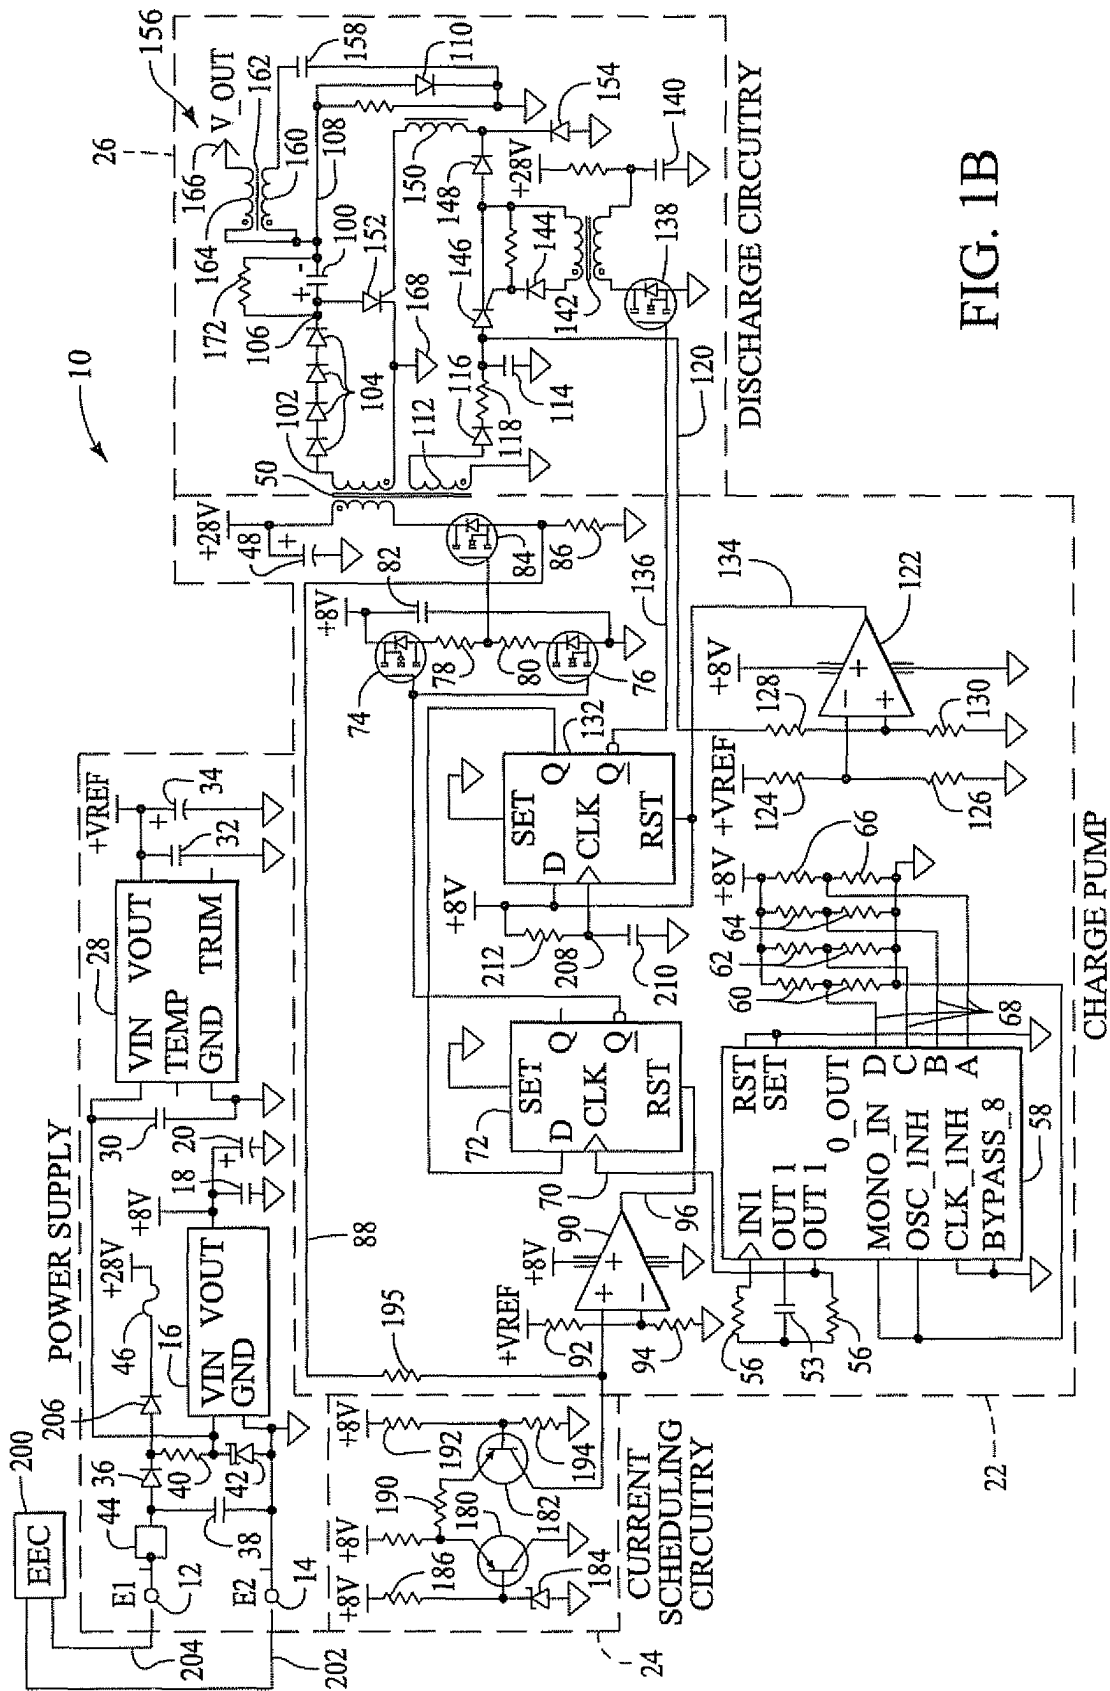 10
200
EEC
204
202
E1
12
E2
14
44
36
38
40
42
206
46
+28V
POWER SUPPLY
16
VIN VOUT
GND
+8V
18
20
30
28
VIN VOUT
TEMP
GND TRIM
+VREF
32
34
24
CURRENT
SCHEDULING
CIRCUITRY
+8V
186
184
180
+8V
190
182
+8V
192
194
195
88
22
+VREF
92
94
+8V
90
96
70
72
SET
D Q
CLK
Q
RST
56
53
56
IN1
OUT 1
OUT 1
MONO_IN
OSC_1NH
CLK_1NH
BYPASS_8
RST
SET
0_OUT
D
C
B
A
58
68
60
62
64
66
+8V
+8V
212
208
210
SET
D Q
CLK
Q
RST
132
74
76
78
80
82
+8V
84
86
48
+28V
50
+VREF
124
126
128
130
+8V
122
134
136
120
CHARGE PUMP
26
156
102
104
106
172
100
108
164
166
V_OUT
162
160
158
110
152
168
112
116
118
114
146
148
150
154
144
142
+28V
138
140
DISCHARGE CIRCUITRY
FIG. 1B